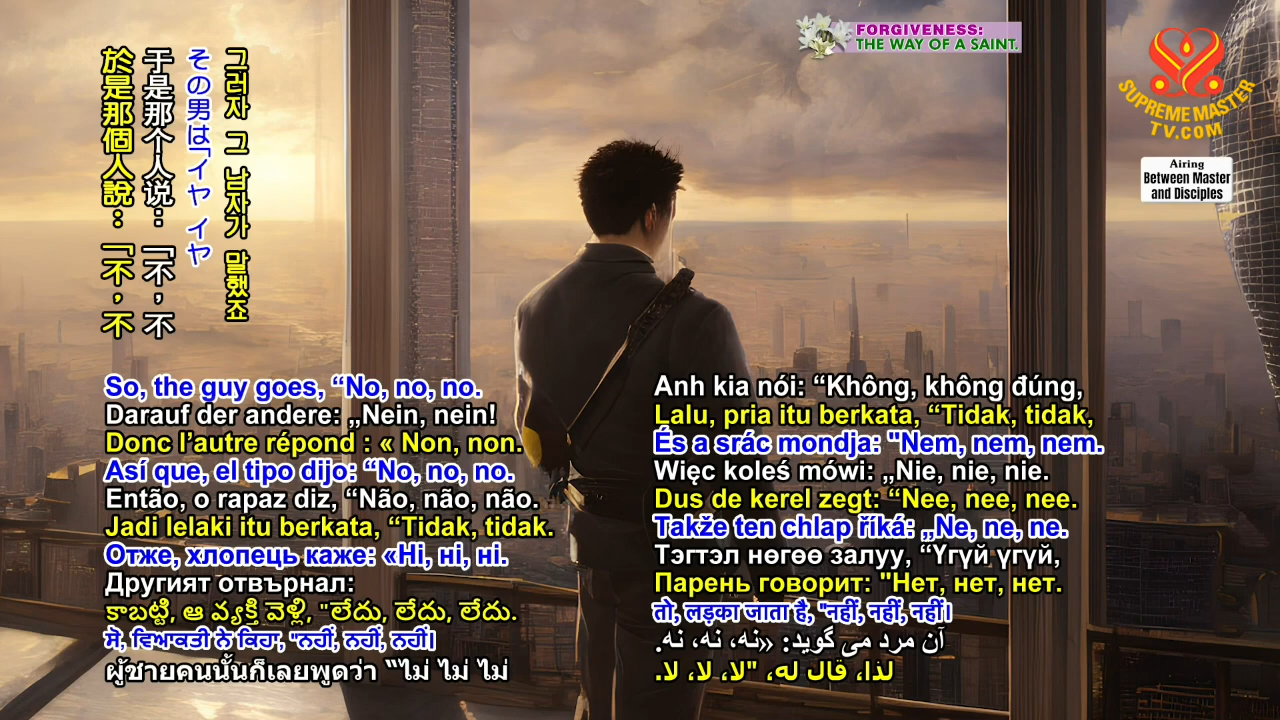 FORGIVENESS:
THE WAY OF A SAINT.
SUPREME MASTER
TV.COM
Airing
Between Master
and Disciples
그러자 그 남자가 말했죠
その男は「イヤ イヤ
于是那个人说：「不，不
於是那個人說：「不，不
So, the guy goes, “No, no, no.
Darauf der andere: „Nein, nein!
Donc l’autre répond : « Non, non.
Así que, el tipo dijo: “No, no, no.
Então, o rapaz diz, “Não, não, não.
Jadi lelaki itu berkata, “Tidak, tidak.
Отже, хлопець каже: «Ні, ні, ні.
Другият отвърнал:
కాబట్టి, ఆ వ్యక్తి వెళ్లి, "లేదు, లేదు, లేదు.
ਸੋ, ਵਿਆਕਤੀ ਨੇ ਕਿਹਾ, "ਨਹੀਂ, ਨਹੀਂ, ਨਹੀਂ।
ผู้ชายคนนั้นก็เลยพูดว่า “ไม่ ไม่ ไม่
Anh kia nói: “Không, không đúng,
Lalu, pria itu berkata, “Tidak, tidak,
És a srác mondja: "Nem, nem, nem.
Więc koleś mówi: „Nie, nie, nie.
Dus de kerel zegt: “Nee, nee, nee.
Takže ten chlap říká: „Ne, ne, ne.
Тэгтэл нөгөө залуу, “Үгүй үгүй,
Парень говорит: "Нет, нет, нет.
तो, लड़का जाता है, "नहीं, नहीं, नहीं।
آن مرد می گوید: «نه، نه، نه.
لذا، قال له، "لا، لا، لا.